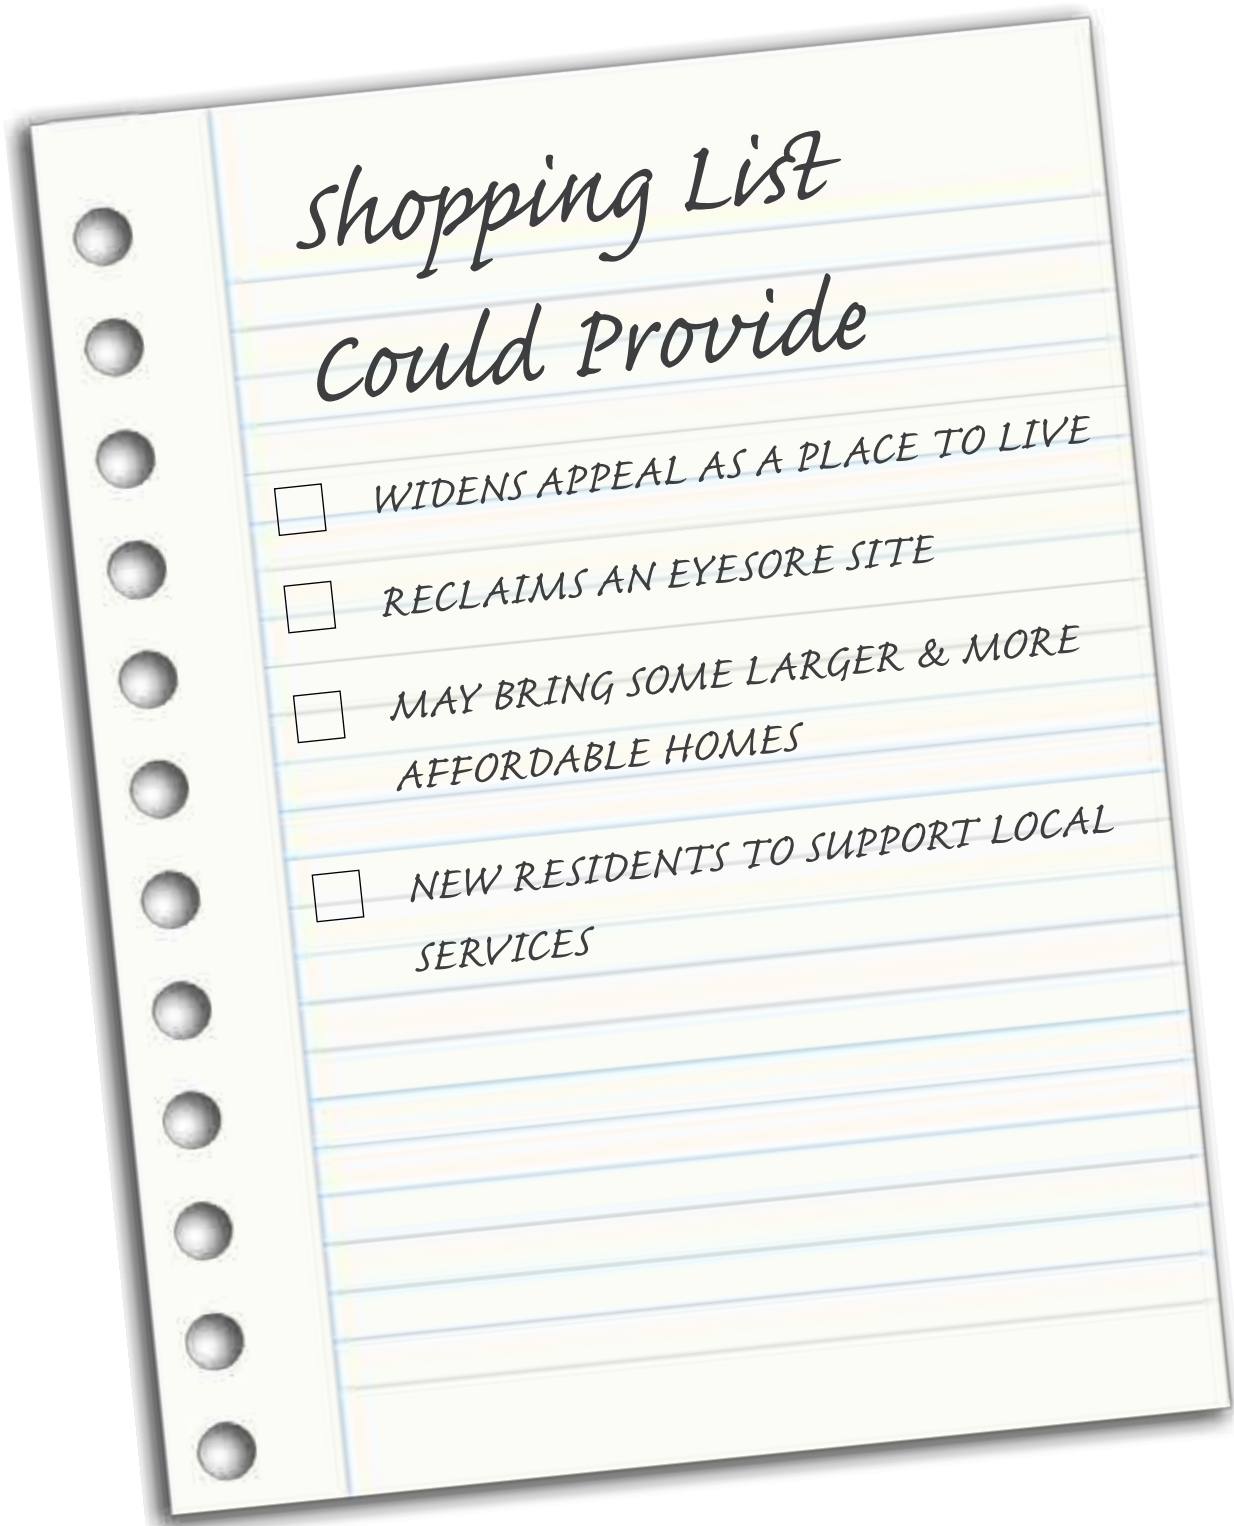 Shopping List
Could Provide
WIDENS APPEAL AS A PLACE TO LIVE
RECLAIMS AN EYESORE SITE
MAY BRING SOME LARGER & MORE
AFFORDABLE HOMES
NEW RESIDENTS TO SUPPORT LOCAL
SERVICES